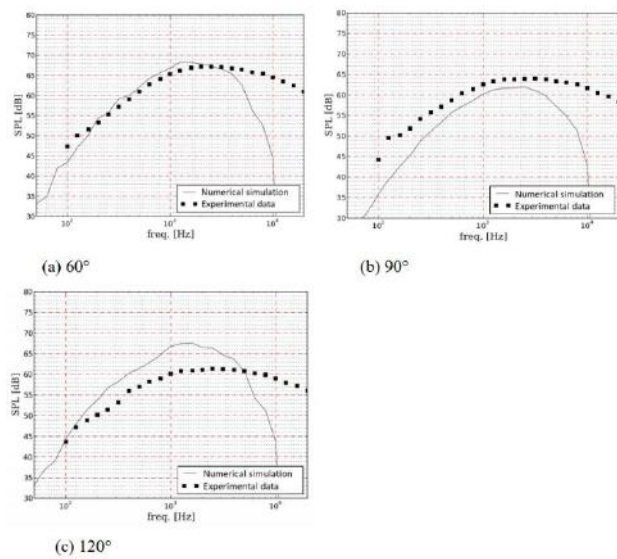 80
75
70
65
60
55
50
45
40
35
30
SPL [dB]
10²
10³
10⁴
freq. [Hz]
Numerical simulation
Experimental data
(a) 60°
80
75
70
65
60
55
50
45
40
35
30
SPL [dB]
10²
10³
10⁴
freq. [Hz]
Numerical simulation
Experimental data
(b) 90°
80
75
70
65
60
55
50
45
40
35
30
SPL [dB]
10²
10³
10⁴
freq. [Hz]
Numerical simulation
Experimental data
(c) 120°